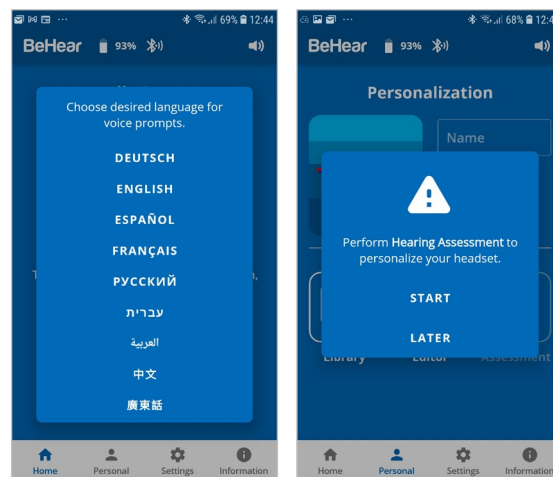 69% 12:44
BeHear 93%
Choose desired language for
voice prompts.
DEUTSCH
ENGLISH
ESPAÑOL
FRANÇAIS
РУССКИЙ
עברית
العربية
中文
廣東話
Home Personal Settings Information
68% 12:4
BeHear 93%
Personalization
Name
Perform Hearing Assessment to
personalize your headset.
START
LATER
Library Editor Assessment
Home Personal Settings Information